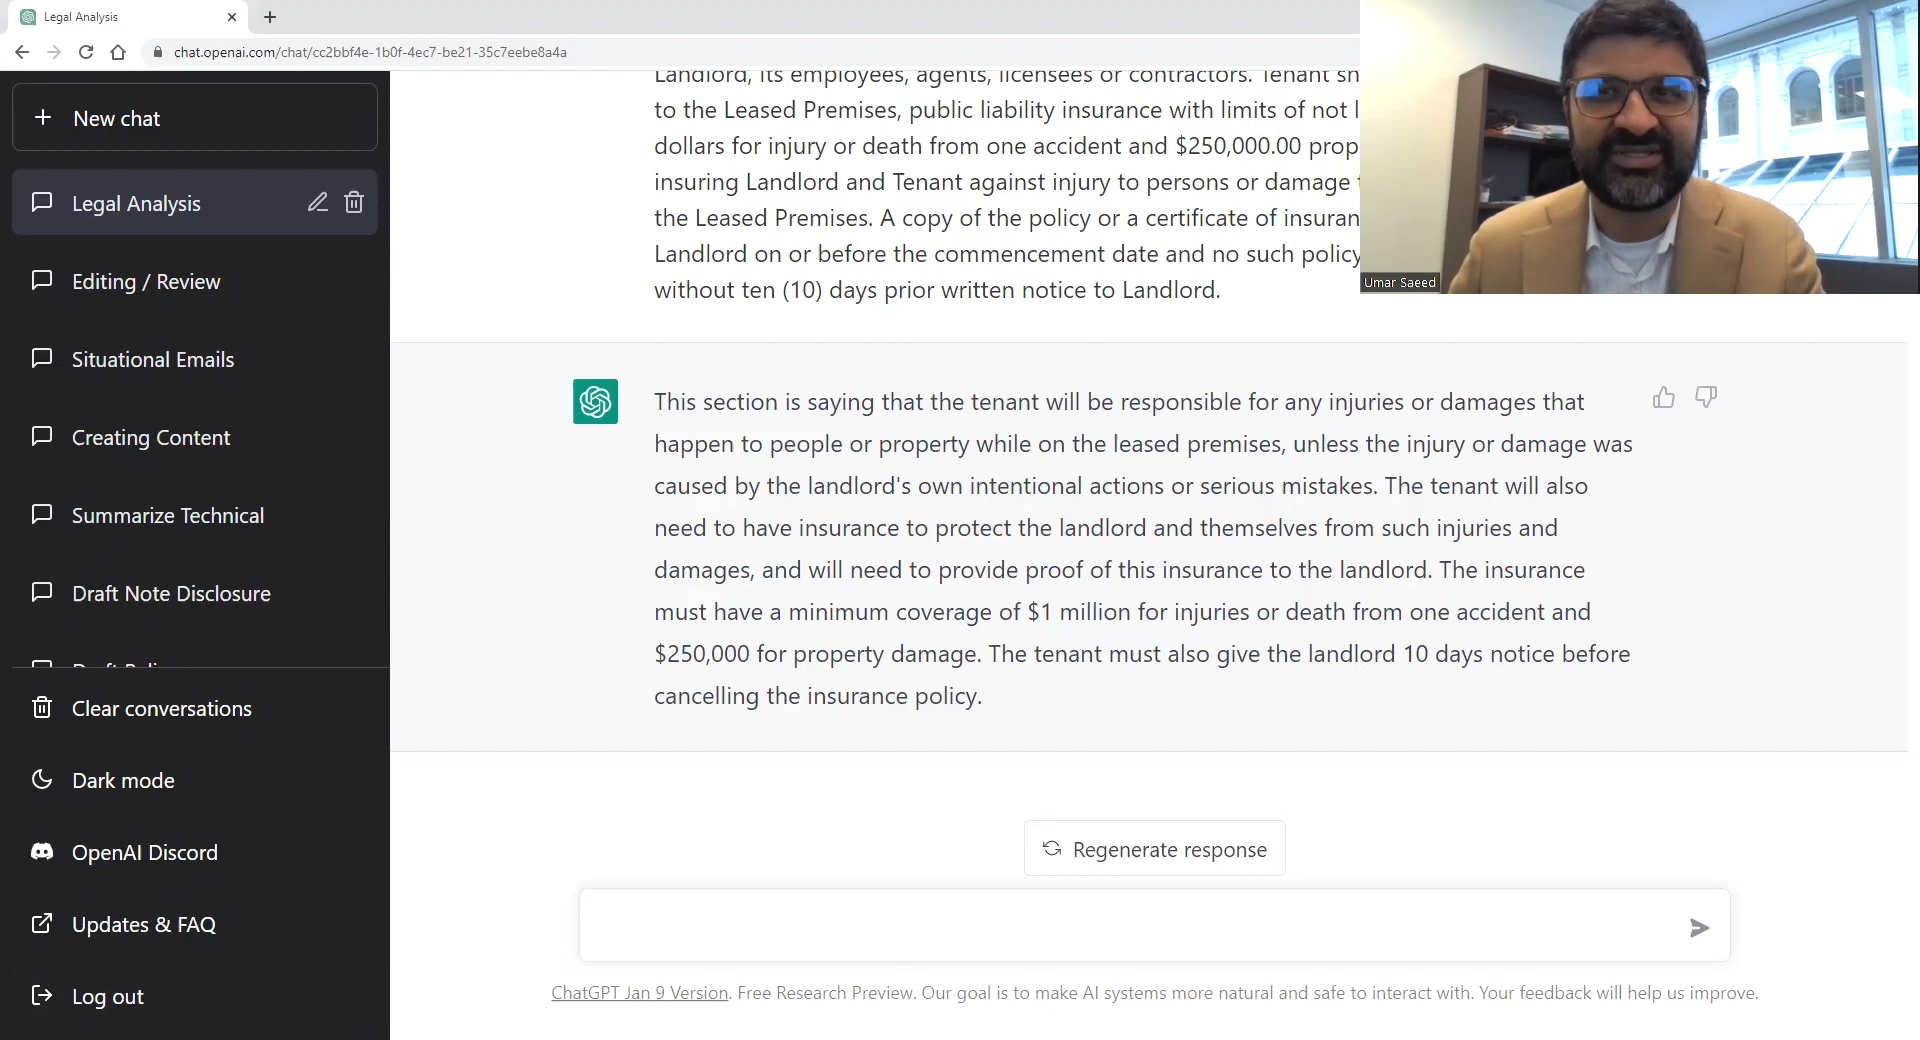 Legal Analysis
chat.openai.com/chat/cc2bbf4e-1b0f-4ec7-be21-35c7eebe8a4a
New chat
Legal Analysis
Editing / Review
Situational Emails
Creating Content
Summarize Technical
Draft Note Disclosure
Clear conversations
Dark mode
OpenAI Discord
Updates & FAQ
Log out
Landlord, its employees, agents, licensees or contractors. Tenant sh
to the Leased Premises, public liability insurance with limits of not l
dollars for injury or death from one accident and $250,000.00 prop
insuring Landlord and Tenant against injury to persons or damage
the Leased Premises. A copy of the policy or a certificate of insuran
Landlord on or before the commencement date and no such policy
without ten (10) days prior written notice to Landlord.
Umar Saeed
This section is saying that the tenant will be responsible for any injuries or damages that
happen to people or property while on the leased premises, unless the injury or damage was
caused by the landlord's own intentional actions or serious mistakes. The tenant will also
need to have insurance to protect the landlord and themselves from such injuries and
damages, and will need to provide proof of this insurance to the landlord. The insurance
must have a minimum coverage of $1 million for injuries or death from one accident and
$250,000 for property damage. The tenant must also give the landlord 10 days notice before
cancelling the insurance policy.
Regenerate response
ChatGPT Jan 9 Version. Free Research Preview. Our goal is to make AI systems more natural and safe to interact with. Your feedback will help us improve.